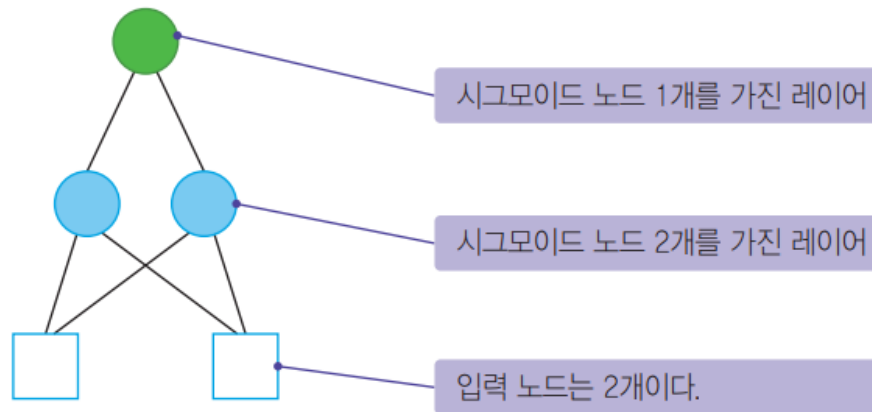 시그모이드 노드 1개를 가진 레이어
시그모이드 노드 2개를 가진 레이어
입력 노드는 2개이다.